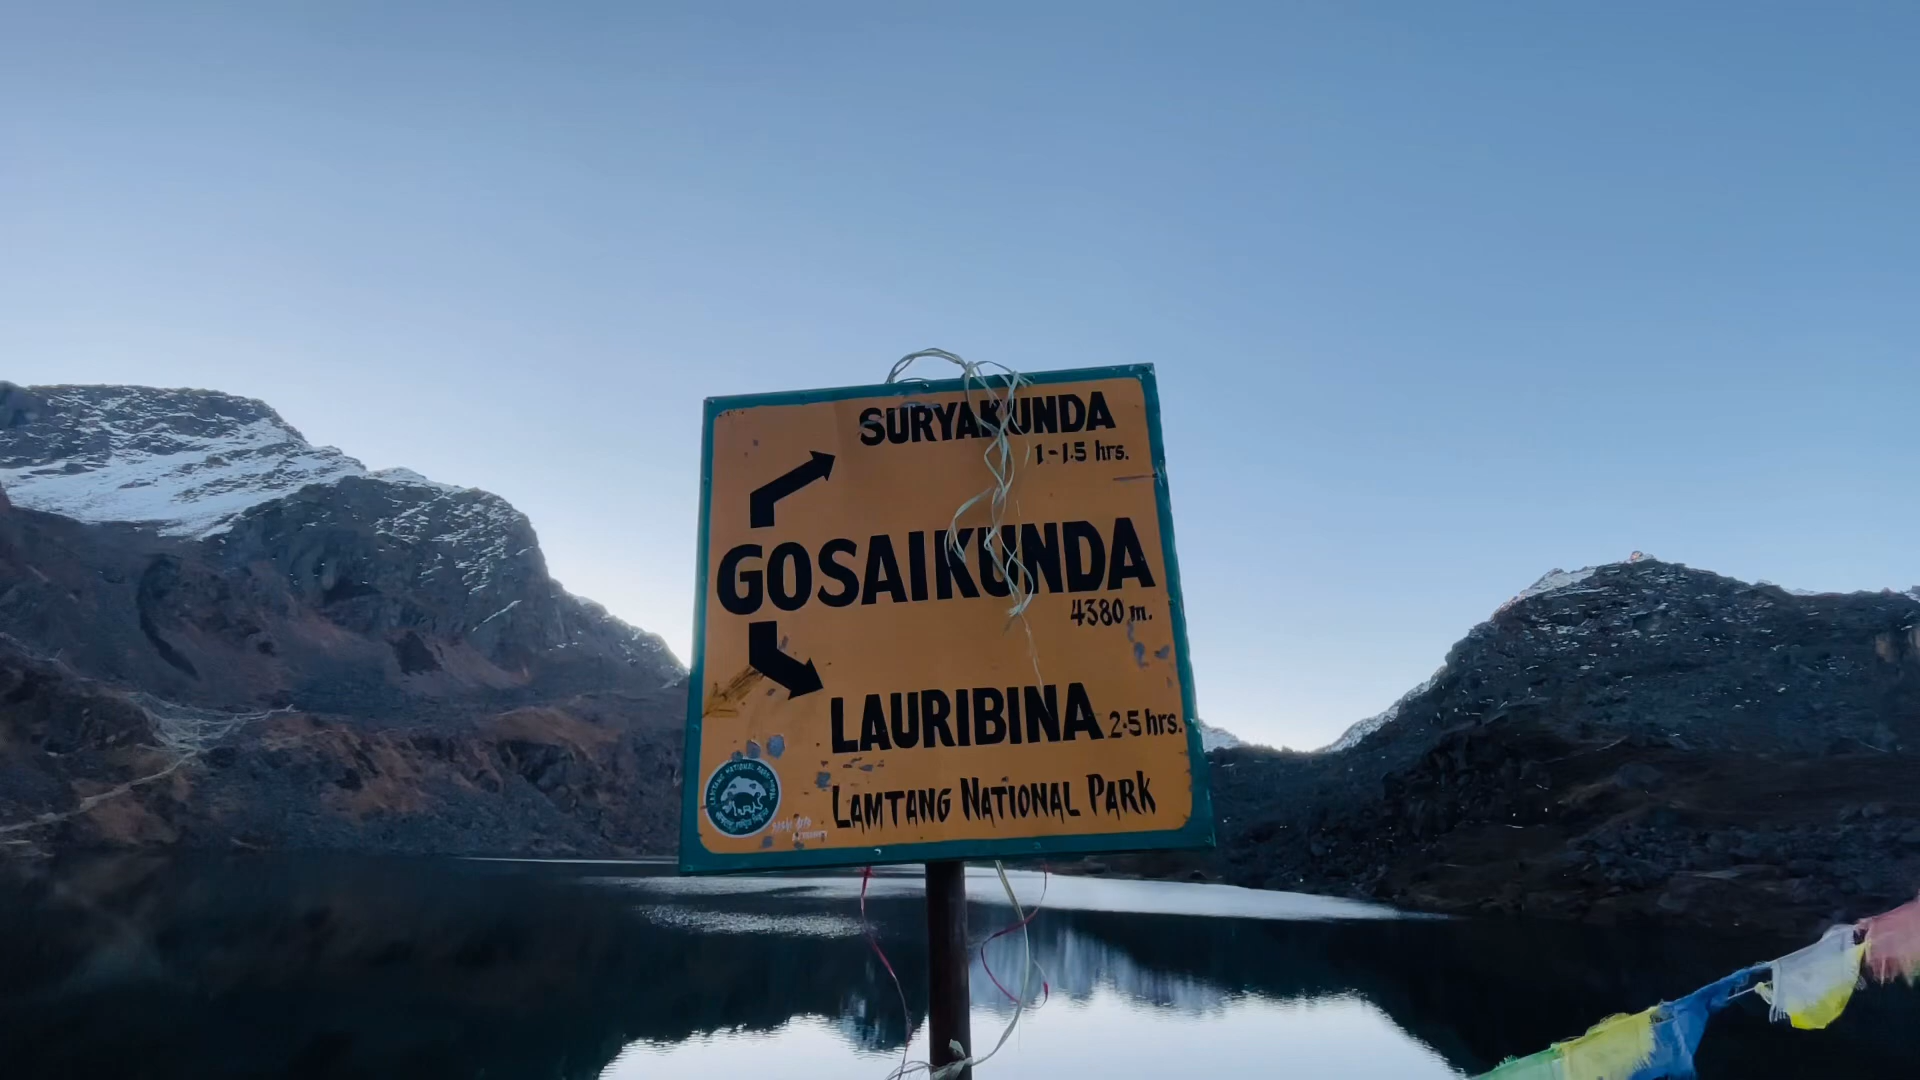 SURYAKUNDA
1-1.5 hrs.
GOSAIKUNDA
4380 m.
LAURIBINA 2.5 hrs.
LAMTANG NATIONAL PARK